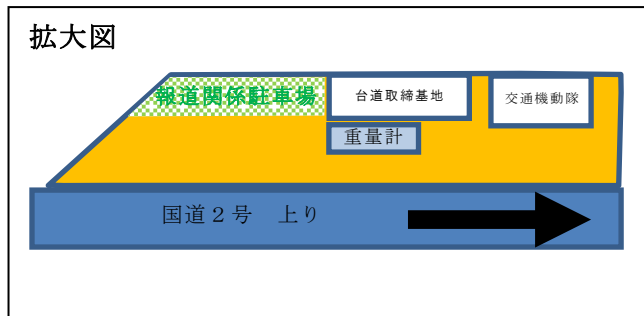 拡大図
報道関係駐車場
台道取締基地
交通機動隊
重量計
国道２号　上り